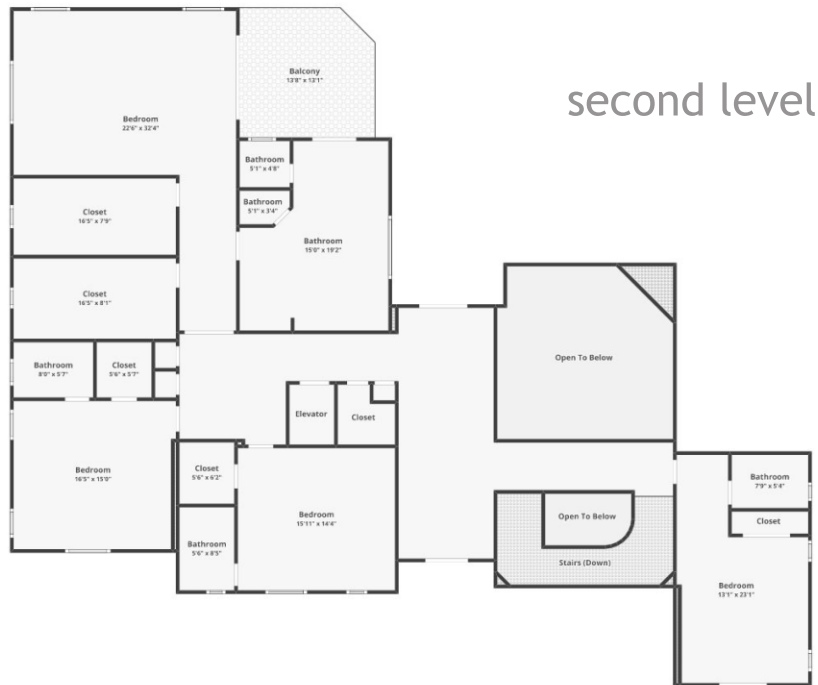 second level
Balcony
13'8" x 13'1"
Bedroom
22'6" x 32'4"
Bathroom
5'1" x 4'8"
Bathroom
5'1" x 3'4"
Closet
16'5" x 7'9"
Bathroom
15'0" x 19'2"
Closet
16'5" x 8'1"
Open To Below
Bathroom
8'0" x 5'7"
Closet
5'6" x 5'7"
Elevator
Closet
Bedroom
16'5" x 15'0"
Closet
5'6" x 6'2"
Bathroom
7'9" x 5'4"
Bedroom
15'11" x 14'4"
Open To Below
Closet
Bathroom
5'6" x 8'5"
Stairs (Down)
Bedroom
13'1" x 23'1"